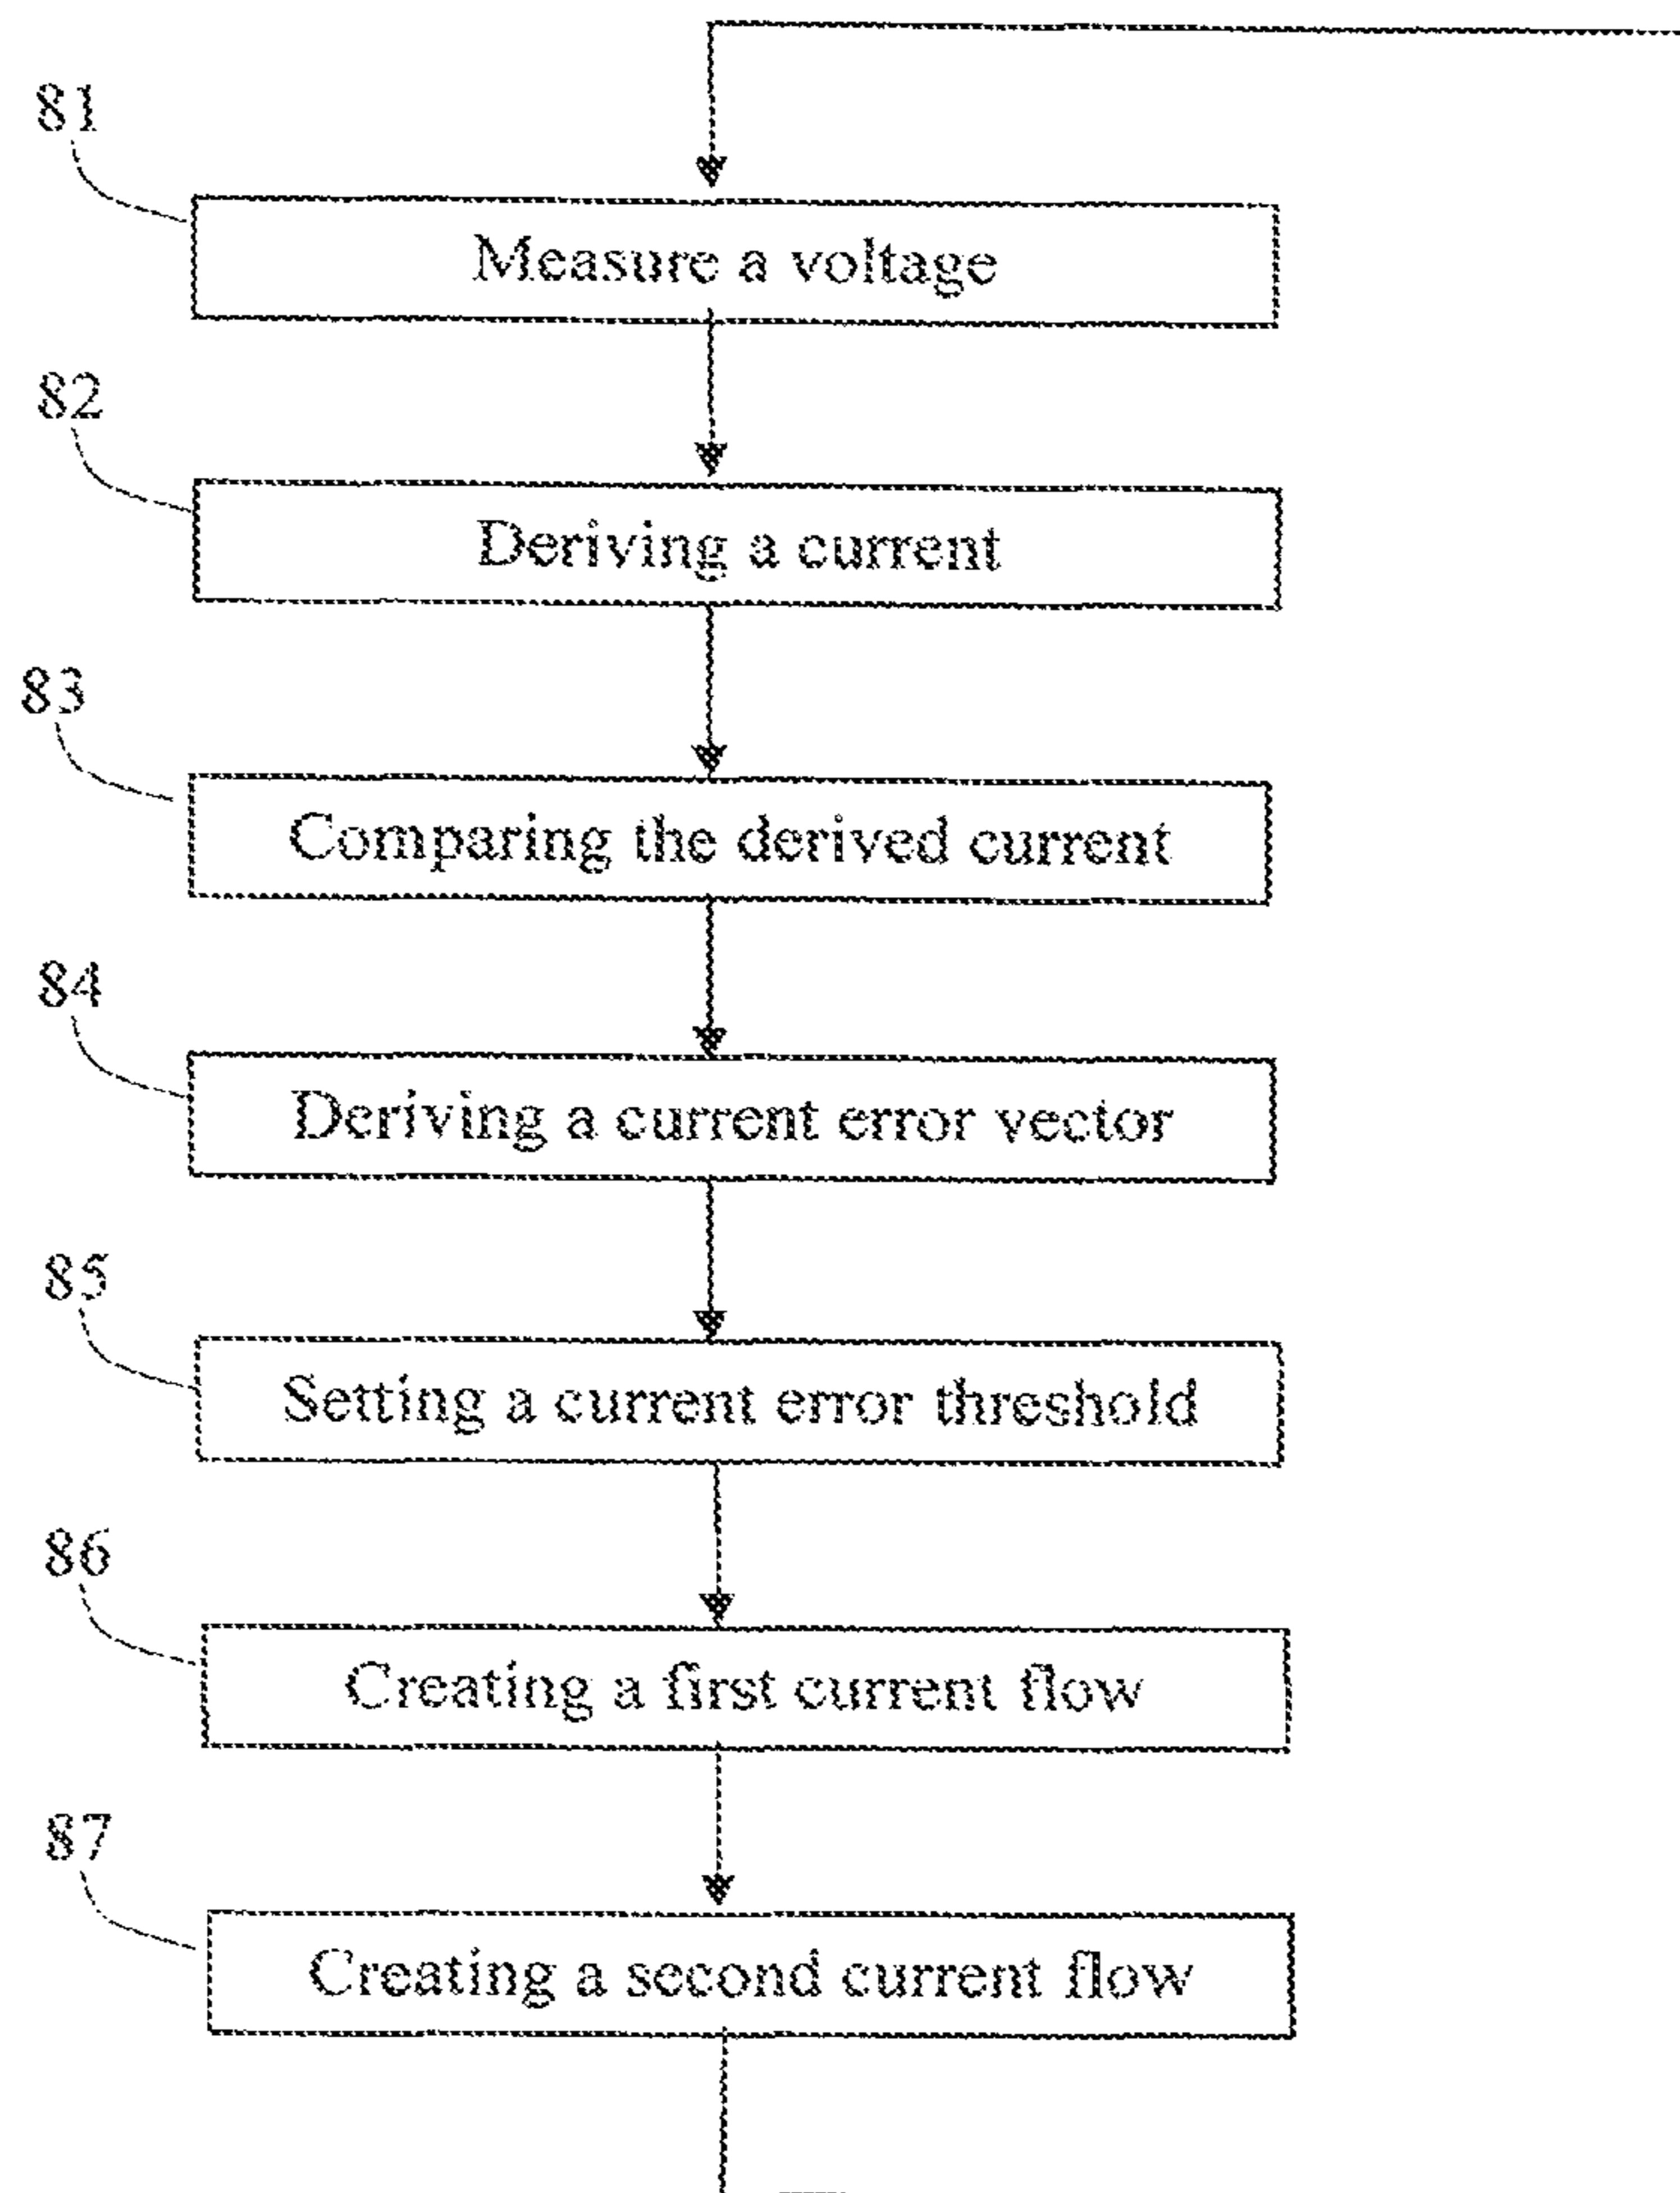 81
Measure a voltage
82
Deriving a current
83
Comparing the derived current
84
Deriving a current error vector
85
Setting a current error threshold
86
Creating a first current flow
87
Creating a second current flow